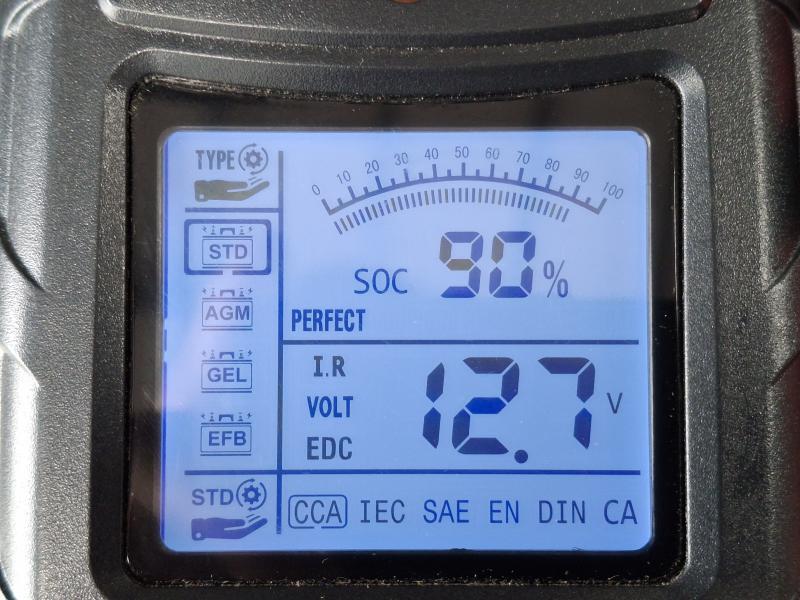 TYPE
0 10 20 30 40 50 60 70 80 90 100
STD
SOC 90%
PERFECT
AGM
I.R
GEL
VOLT 12.7 V
EFB
EDC
STD
CCA IEC SAE EN DIN CA